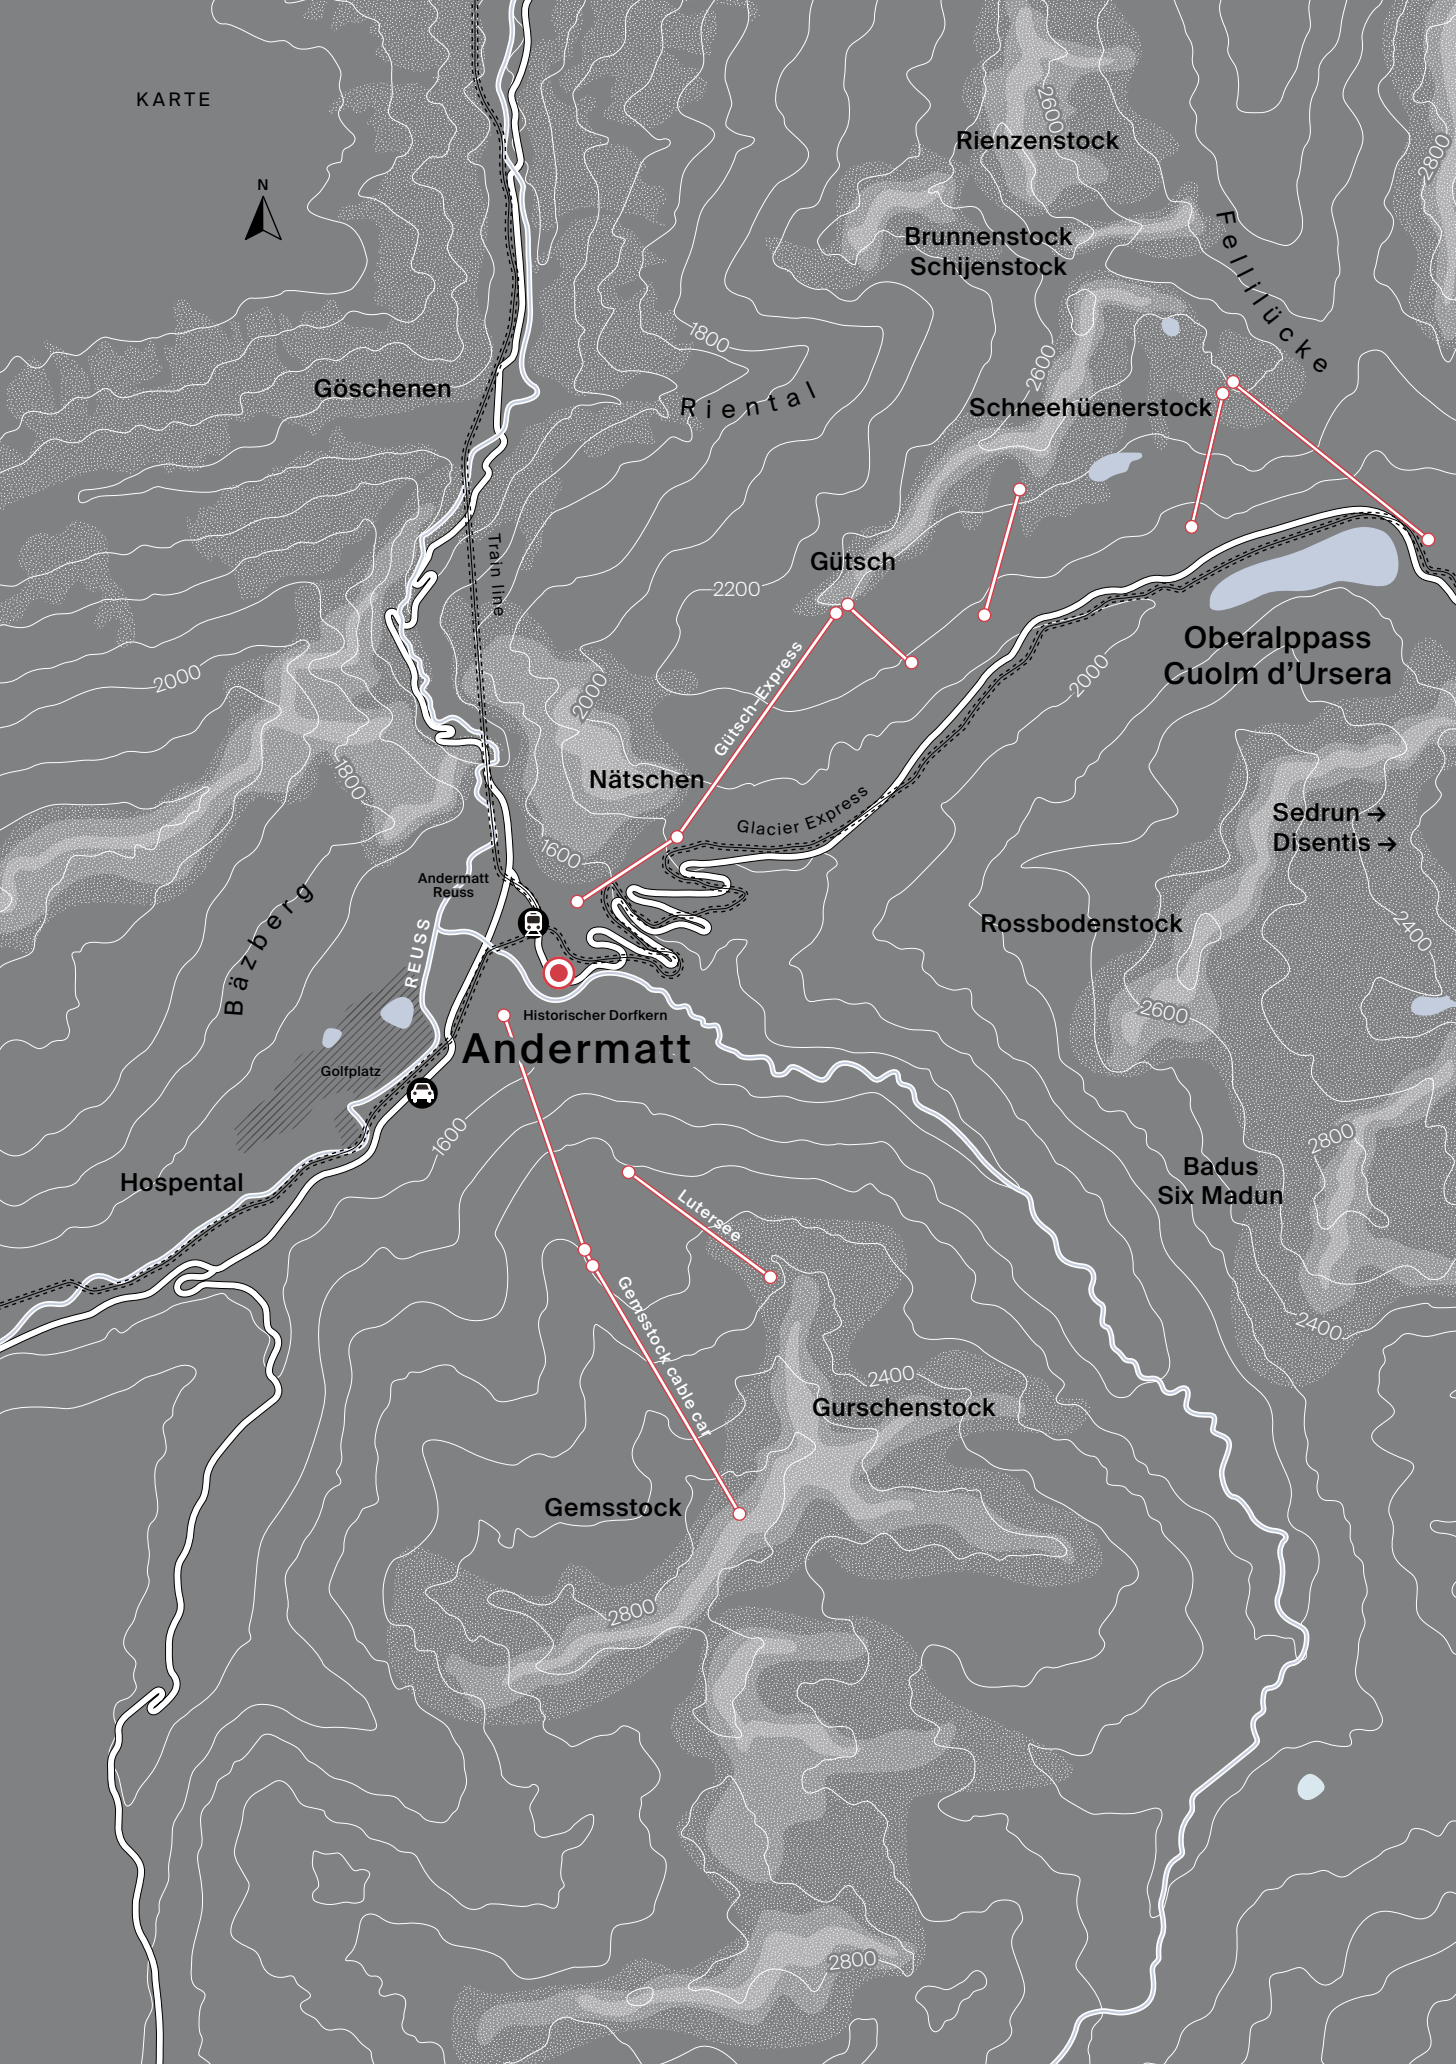 KARTE
N
2600
Rienzenstock
2800
Brunnenstock
Schijenstock
Fellilücke
1800
2600
Göschenen
Riental
Schneehüenerstock
Train line
Gütsch
2200
Oberalppass
Cuolm d'Ursera
2000
2000
2000
Gütsch-Express
1800
Nätschen
Glacier Express
Sedrun →
Disentis →
1600
Andermatt
Reuss
Bäzberg
REUSS
Rossbodenstock
2400
2600
Historischer Dorfkern
Andermatt
Golfplatz
1600
2800
Hospental
Badus
Six Madun
Lutersee
Gemsstock cable car
2400
2400
Gurschenstock
Gemsstock
2800
2800